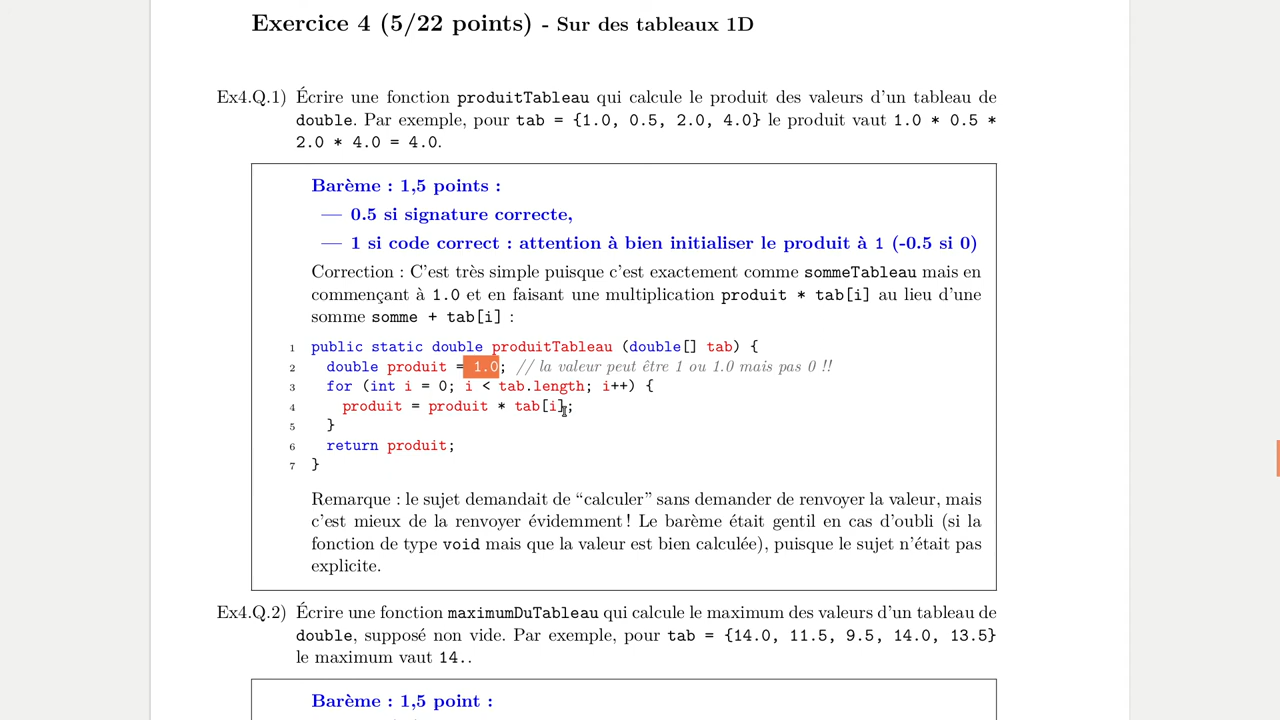 Exercice 4 (5/22 points) - Sur des tableaux 1D
Ex4.Q.1) Écrire une fonction produitTableau qui calcule le produit des valeurs d'un tableau de
double. Par exemple, pour tab = {1.0, 0.5, 2.0, 4.0} le produit vaut 1.0 * 0.5 *
2.0 * 4.0 = 4.0.
Barème : 1,5 points :
— 0.5 si signature correcte,
— 1 si code correct : attention à bien initialiser le produit à 1 (-0.5 si 0)
Correction : C'est très simple puisque c'est exactement comme sommeTableau mais en
commençant à 1.0 et en faisant une multiplication produit * tab[i] au lieu d'une
somme somme + tab[i] :
1 public static double produitTableau (double[] tab) {
2 double produit = 1.0; // la valeur peut être 1 ou 1.0 mais pas 0 !!
3 for (int i = 0; i < tab.length; i++) {
4 produit = produit * tab[i];
5 }
6 return produit;
7 }
Remarque : le sujet demandait de “calculer” sans demander de renvoyer la valeur, mais
c'est mieux de la renvoyer évidemment ! Le barème était gentil en cas d'oubli (si la
fonction de type void mais que la valeur est bien calculée), puisque le sujet n'était pas
explicite.
Ex4.Q.2) Écrire une fonction maximumDuTableau qui calcule le maximum des valeurs d'un tableau de
double, supposé non vide. Par exemple, pour tab = {14.0, 11.5, 9.5, 14.0, 13.5}
le maximum vaut 14..
Barème : 1,5 point :